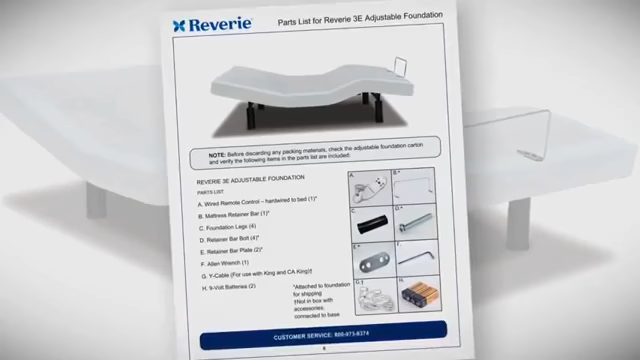 Reverie
Parts List for Reverie 3E Adjustable Foundation
NOTE: Before discarding any packing materials, check the adjustable foundation carton
and verify the following items in the parts list are included:
REVERIE 3E ADJUSTABLE FOUNDATION
PARTS LIST
A. Wired Remote Control – hardwired to bed (1)*
B. Mattress Retainer Bar (1)*
C. Foundation Legs (4)
D. Retainer Bar Bolt (4)*
E. Retainer Bar Plate (2)*
F. Allen Wrench (1)
G. Y-Cable (For use with King and CA King)†
H. 9-Volt Batteries (2)
*Attached to foundation
for shipping
†Not in box with
accessories,
connected to base
A. B.*
C. D.*
E.* F.
G.† H.
CUSTOMER SERVICE: 800-973-8374